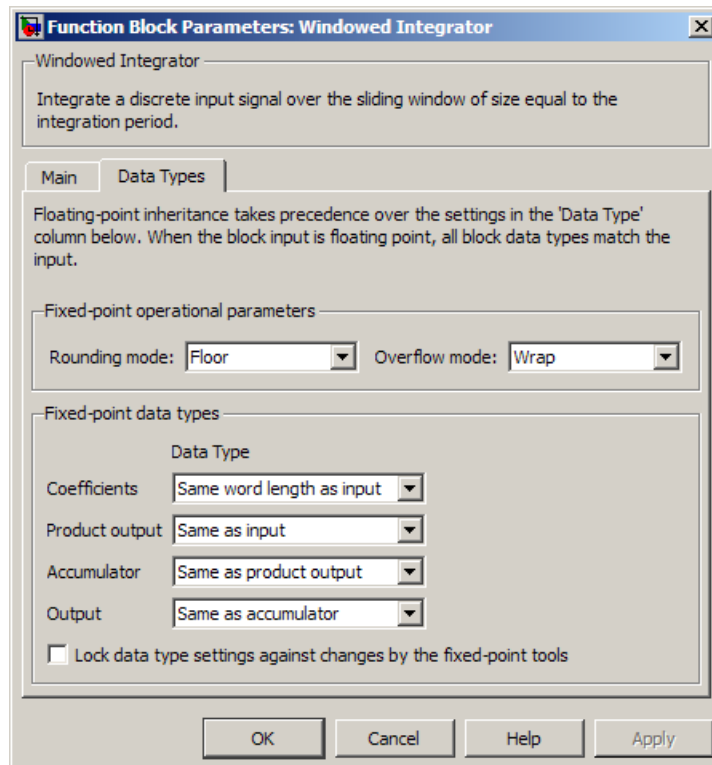 Function Block Parameters: Windowed Integrator
Windowed Integrator
Integrate a discrete input signal over the sliding window of size equal to the
integration period.
Main Data Types
Floating-point inheritance takes precedence over the settings in the 'Data Type'
column below. When the block input is floating point, all block data types match the
input.
Fixed-point operational parameters
Rounding mode: Floor Overflow mode: Wrap
Fixed-point data types
Data Type
Coefficients Same word length as input
Product output Same as input
Accumulator Same as product output
Output Same as accumulator
Lock data type settings against changes by the fixed-point tools
OK Cancel Help Apply